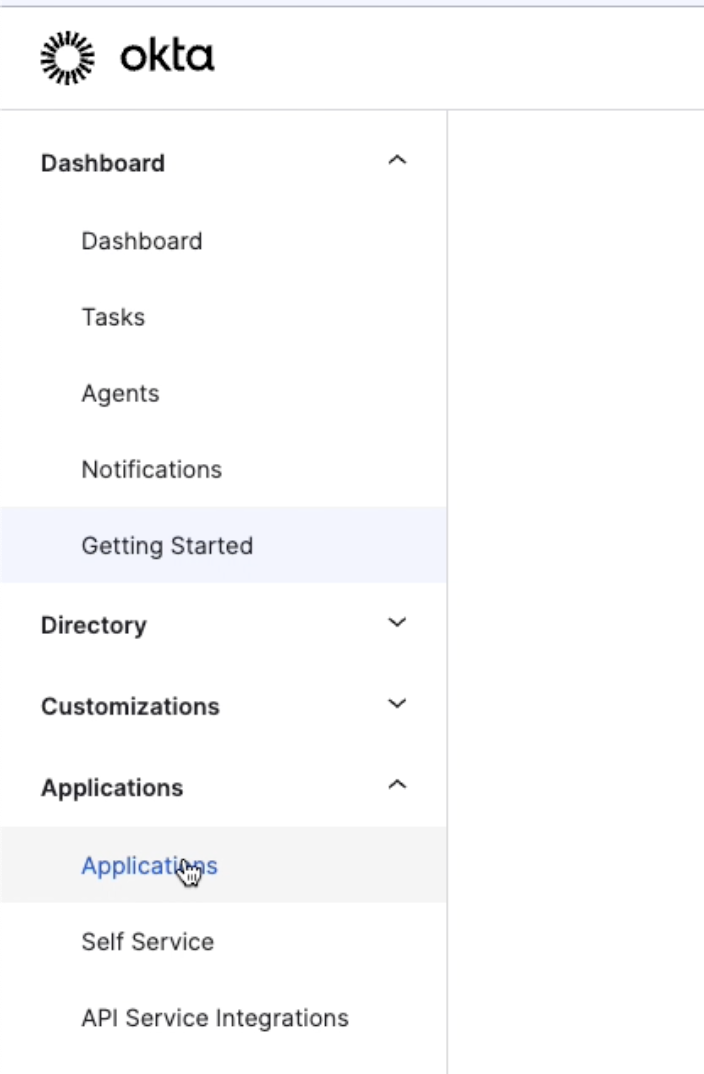 okta
Dashboard
Dashboard
Tasks
Agents
Notifications
Getting Started
Directory
Customizations
Applications
Applications
Self Service
API Service Integrations